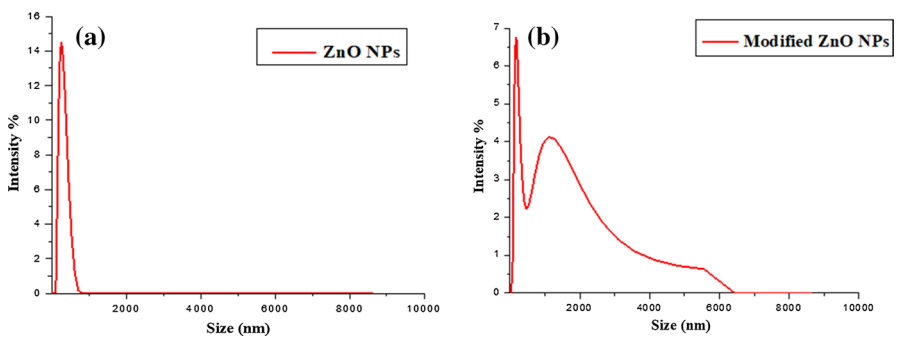 (a)
ZnO NPs
Intensity %
16
14
12
10
8
6
4
2
0
2000 4000 6000 8000 10000
Size (nm)
(b)
Modified ZnO NPs
Intensity %
7
6
5
4
3
2
1
0
2000 4000 6000 8000 10000
Size (nm)